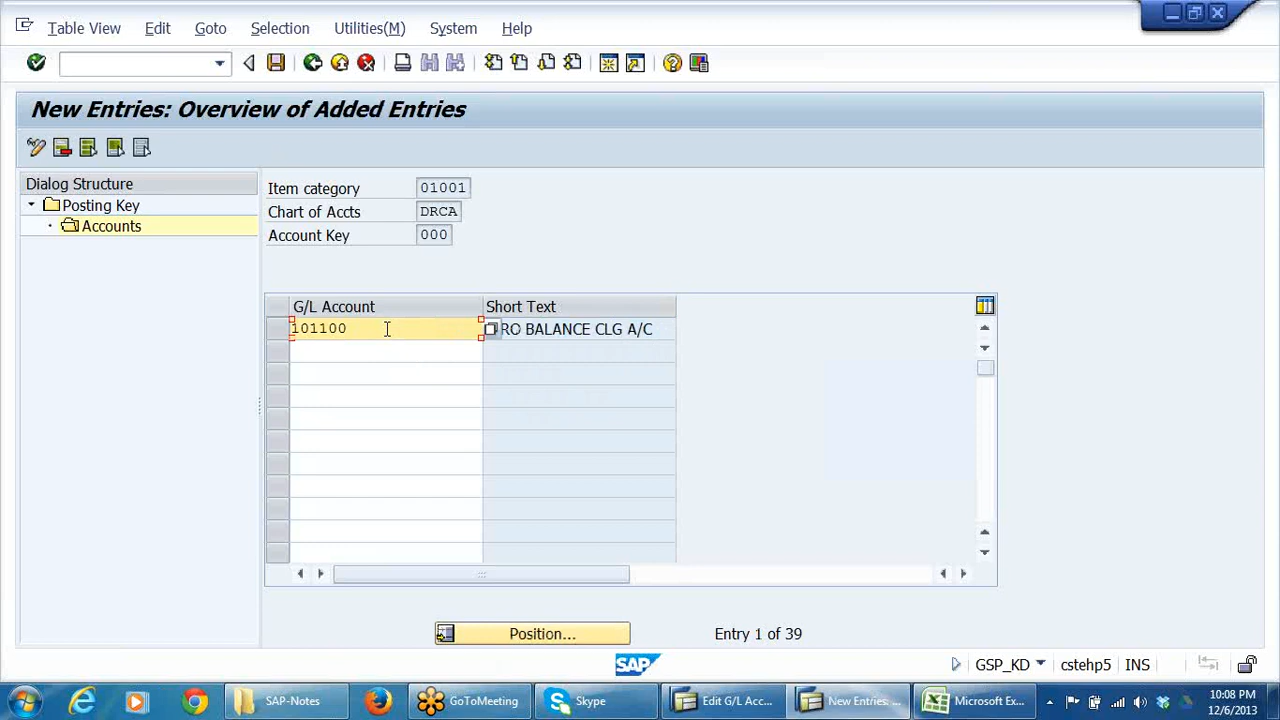 Table View Edit Goto Selection Utilities(M) System Help
New Entries: Overview of Added Entries
Dialog Structure
Posting Key
Accounts
Item category 01001
Chart of Accts DRCA
Account Key 000
G/L Account Short Text
101100 RO BALANCE CLG A/C
Position... Entry 1 of 39
SAP
GSP_KD cstehp5 INS
SAP-Notes GoToMeeting Skype Edit G/L Acc... New Entries: ... Microsoft Ex...
10:08 PM
12/6/2013